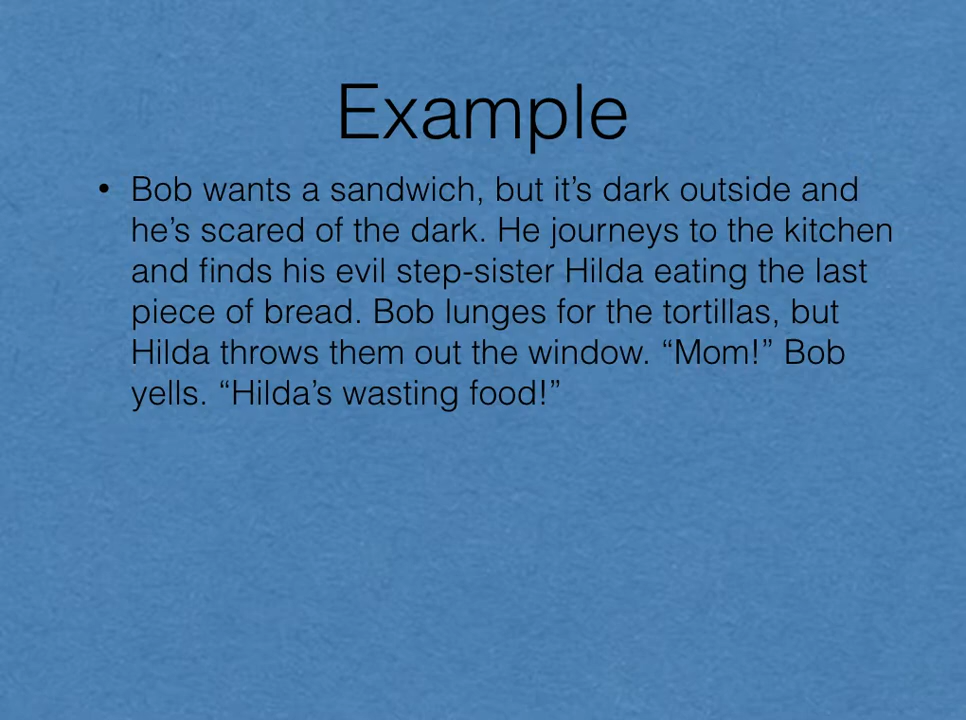 Example
• Bob wants a sandwich, but it’s dark outside and
he’s scared of the dark. He journeys to the kitchen
and finds his evil step-sister Hilda eating the last
piece of bread. Bob lunges for the tortillas, but
Hilda throws them out the window. “Mom!” Bob
yells. “Hilda’s wasting food!”